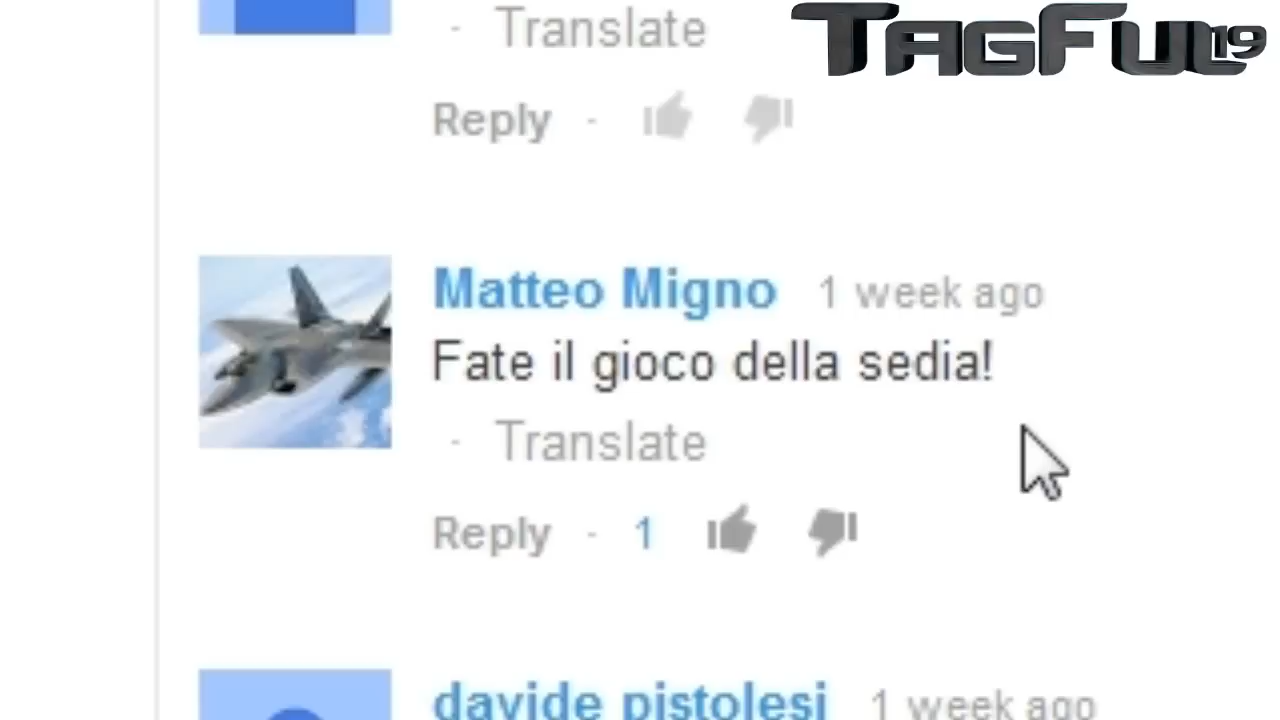 · Translate
TAGFUL19
Reply ·
Matteo Migno 1 week ago
Fate il gioco della sedia!
· Translate
Reply · 1
davide pistolesi 1 week ago